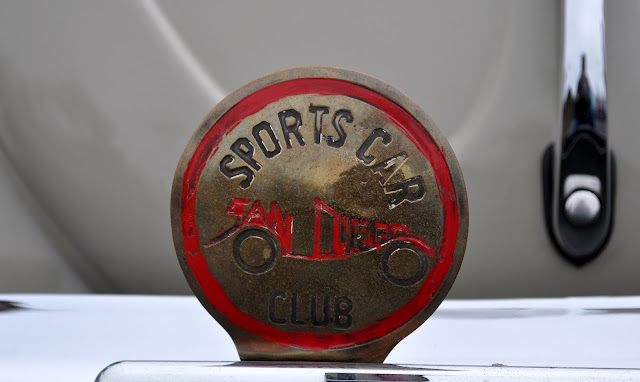 SPORTS CAR
SAN DIEGO
CLUB